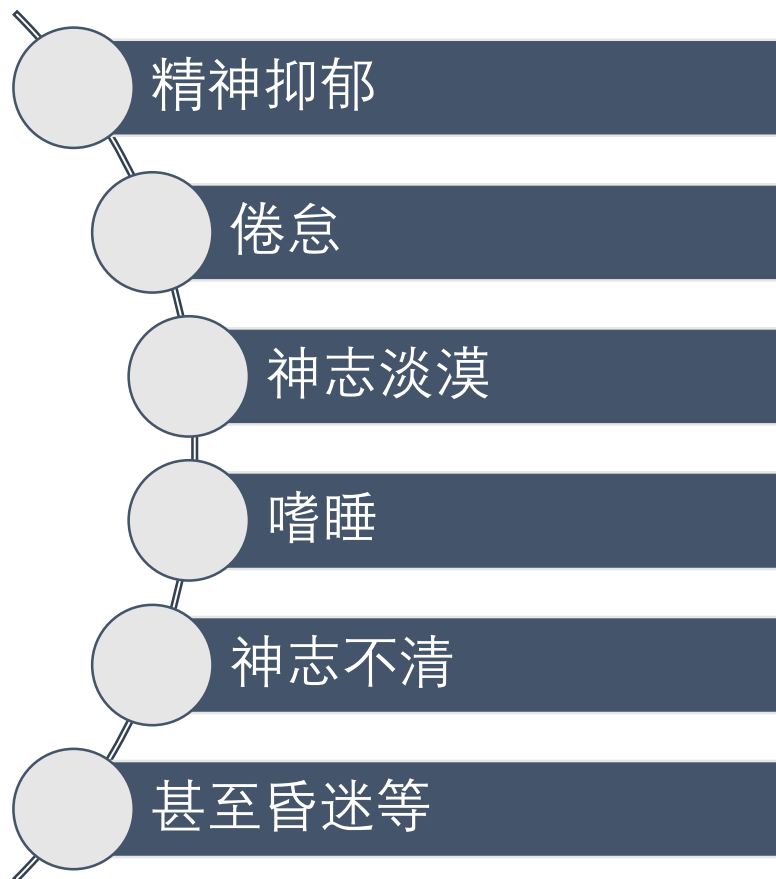 精神抑郁
倦怠
神志淡漠
嗜睡
神志不清
甚至昏迷等